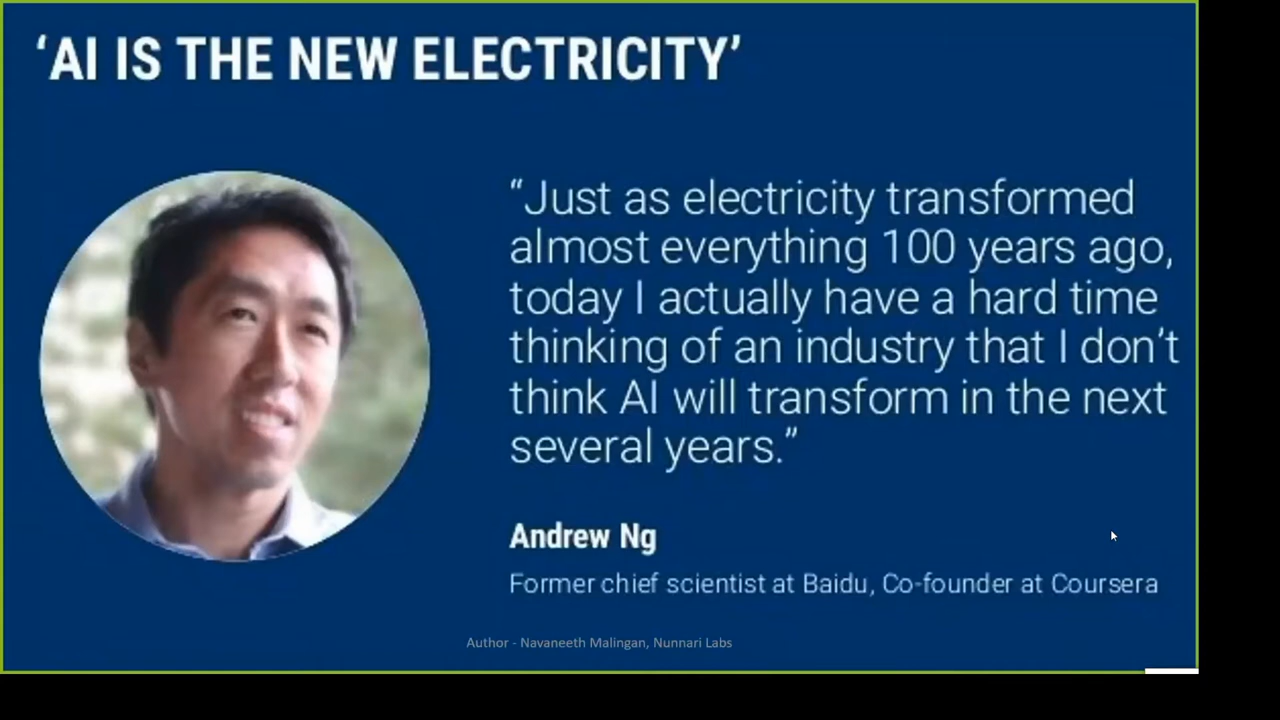 ‘AI IS THE NEW ELECTRICITY’
“Just as electricity transformed
almost everything 100 years ago,
today I actually have a hard time
thinking of an industry that I don’t
think AI will transform in the next
several years.”
Andrew Ng
Former chief scientist at Baidu, Co-founder at Coursera
Author - Navaneeth Malingan, Nunnari Labs